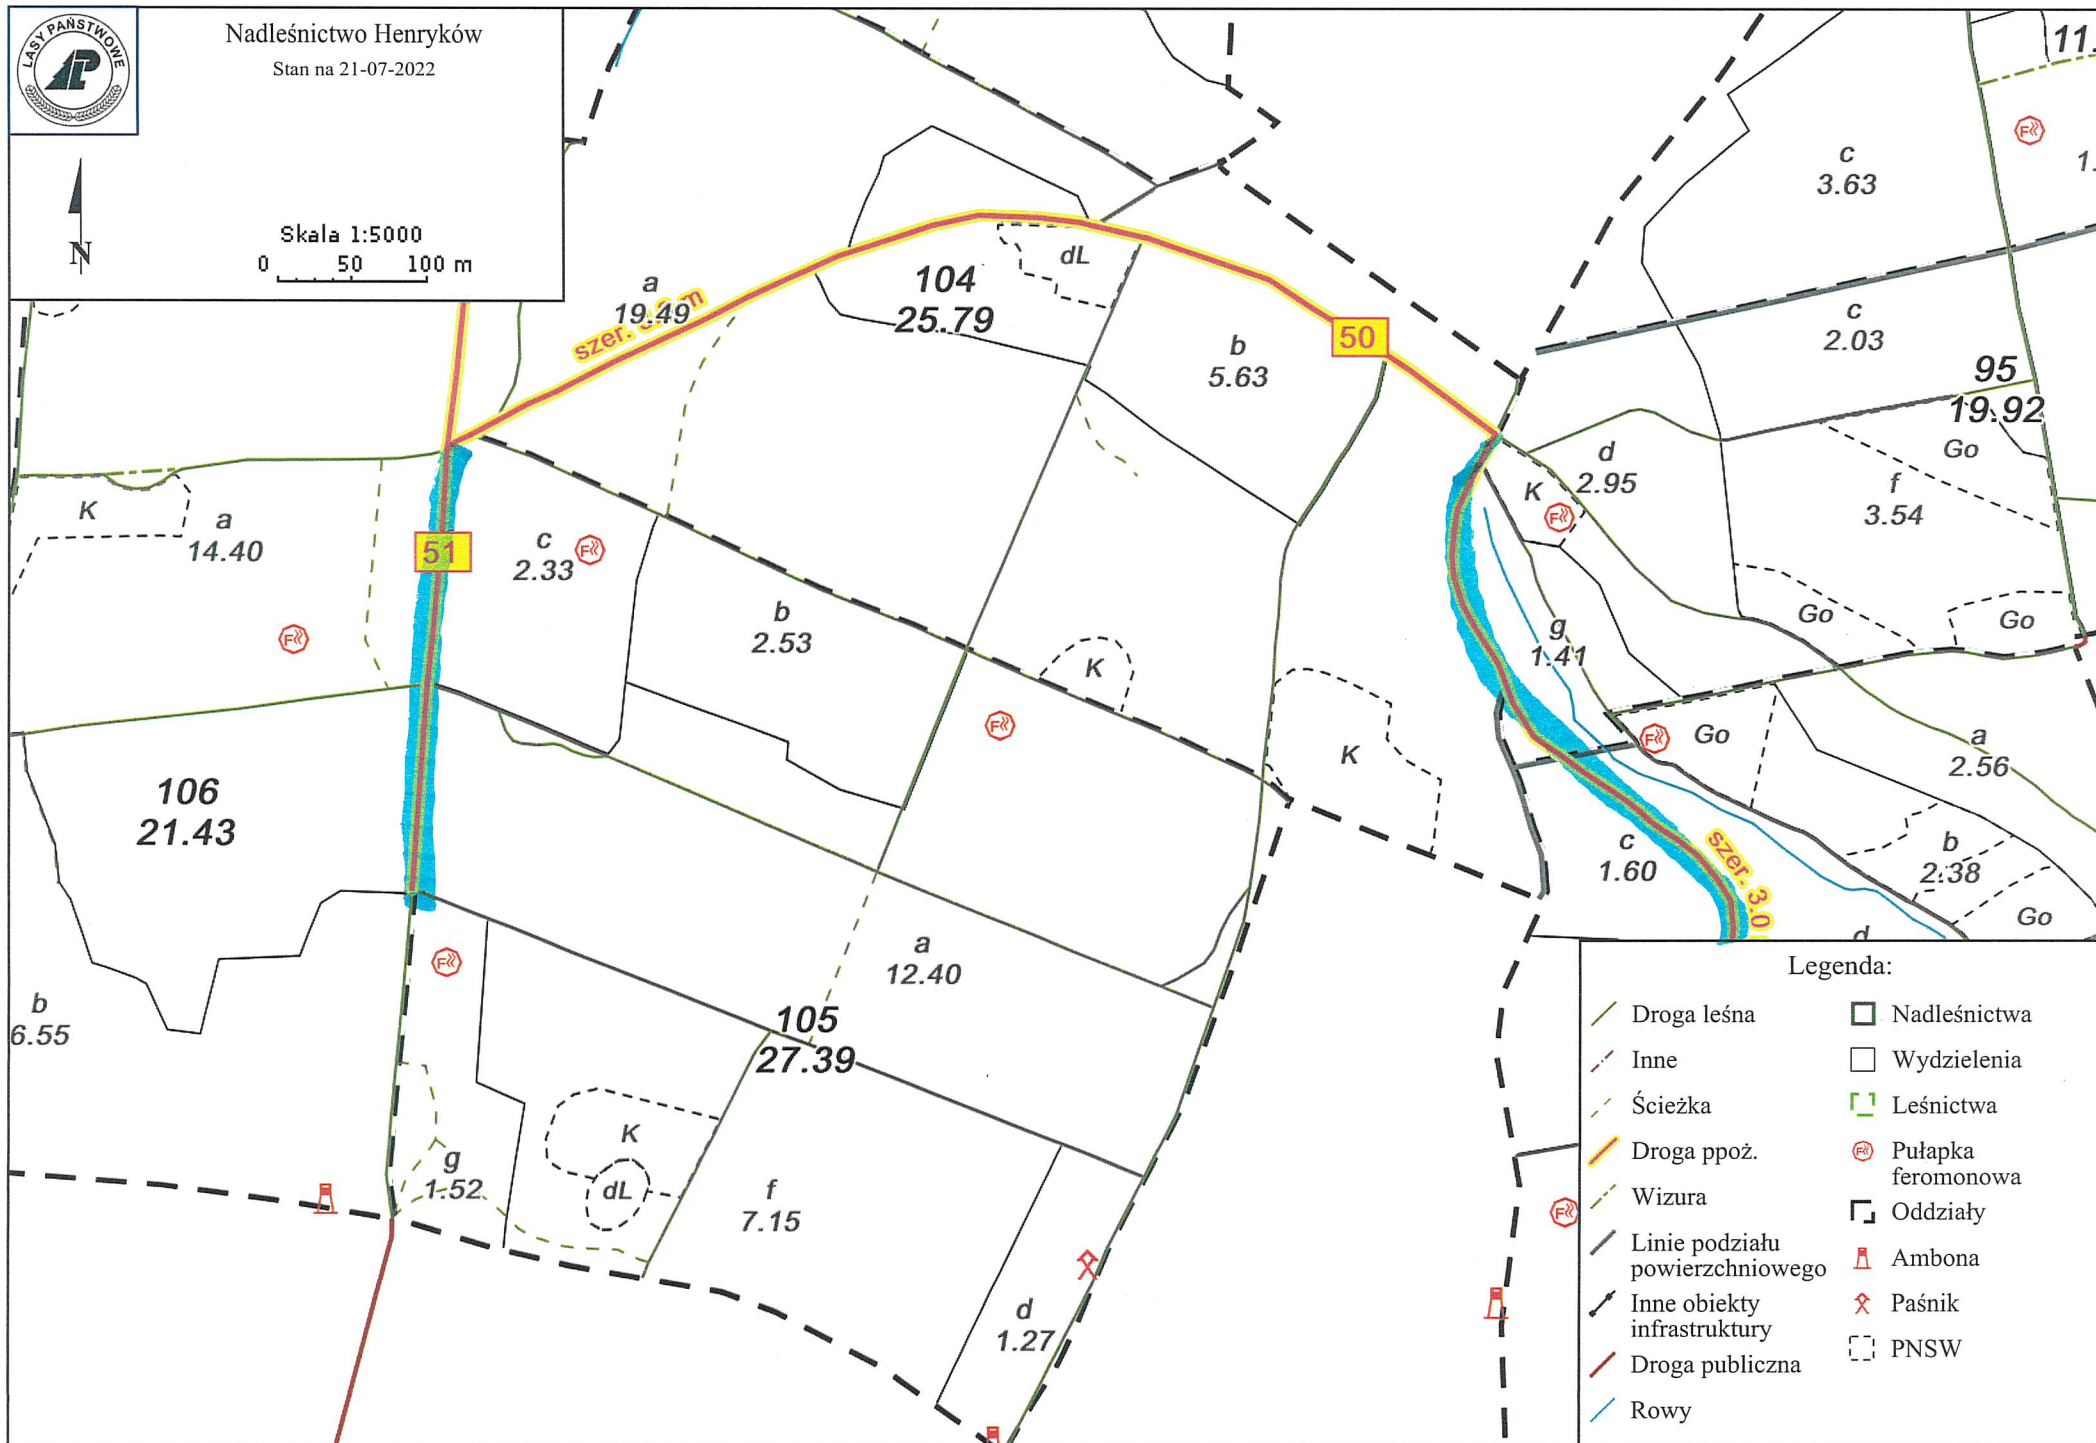 LASY PAŃSTWOWE
Nadleśnictwo Henryków
Stan na 21-07-2022
N
Skala 1:5000
0 50 100 m
11.
c
3.63
1.
dL
a
19.49
szer. m
104
25.79
50
b
5.63
c
2.03
95
19.92
Go
d
2.95
K
f
3.54
K
a
14.40
51
c
2.33
b
2.53
K
g
1.41
Go
Go
K
Go
a
2.56
106
21.43
c
1.60
szer. 3.0
b
2.38
Go
d
a
12.40
b
6.55
105
27.39
K
dL
g
1.52
f
7.15
d
1.27
Legenda:
Droga leśna
Inne
Ścieżka
Droga ppoż.
Wizura
Linie podziału
powierzchniowego
Inne obiekty
infrastruktury
Droga publiczna
Rowy
Nadleśnictwa
Wydzielenia
Leśnictwa
Pułapka
feromonowa
Oddziały
Ambona
Paśnik
PNSW